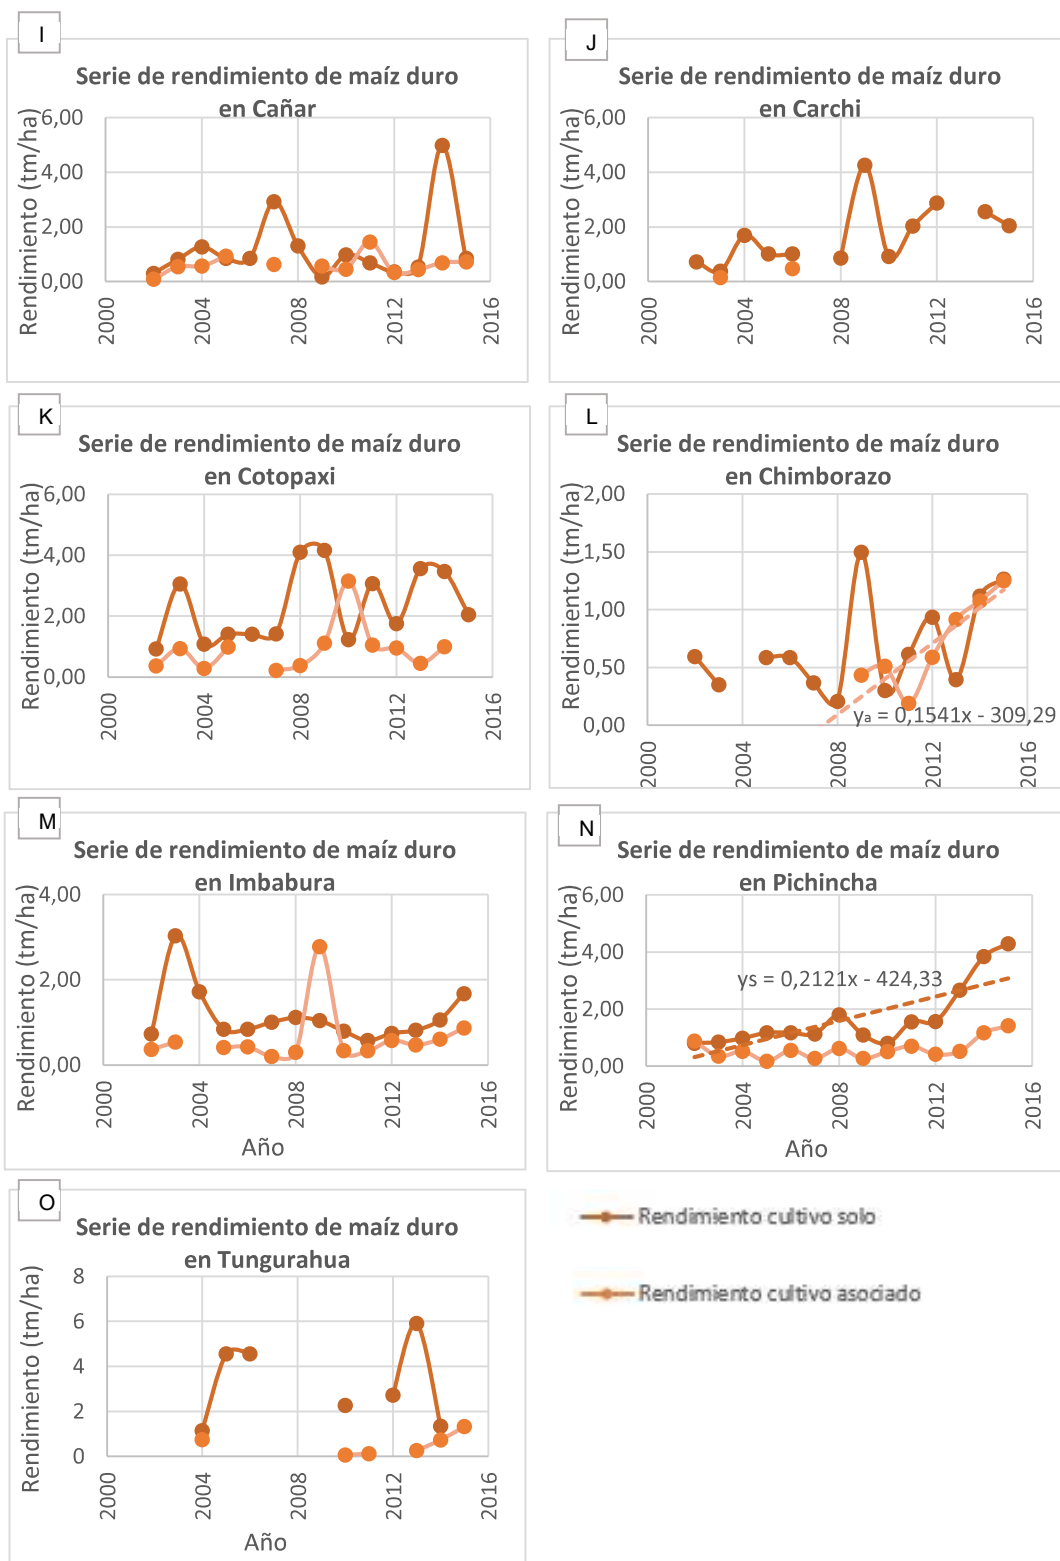 I
Serie de rendimiento de maíz duro
en Cañar
Rendimiento (tm/ha)
6,00
4,00
2,00
0,00
2000
2004
2008
2012
2016
J
Serie de rendimiento de maíz duro
en Carchi
Rendimiento (tm/ha)
6,00
4,00
2,00
0,00
2000
2004
2008
2012
2016
K
Serie de rendimiento de maíz duro
en Cotopaxi
Rendimiento (tm/ha)
6,00
4,00
2,00
0,00
2000
2004
2008
2012
2016
L
Serie de rendimiento de maíz duro
en Chimborazo
Rendimiento (tm/ha)
2,00
1,50
1,00
0,50
0,00
yₐ = 0,1541x - 309,29
2000
2004
2008
2012
2016
M
Serie de rendimiento de maíz duro
en Imbabura
Rendimiento (tm/ha)
4,00
2,00
0,00
2000
2004
2008
2012
2016
Año
N
Serie de rendimiento de maíz duro
en Pichincha
Rendimiento (tm/ha)
6,00
4,00
2,00
0,00
ys = 0,2121x - 424,33
2000
2004
2008
2012
2016
Año
O
Serie de rendimiento de maíz duro
en Tungurahua
Rendimiento (tm/ha)
8
6
4
2
0
2000
2004
2008
2012
2016
Año
Rendimiento cultivo solo
Rendimiento cultivo asociado